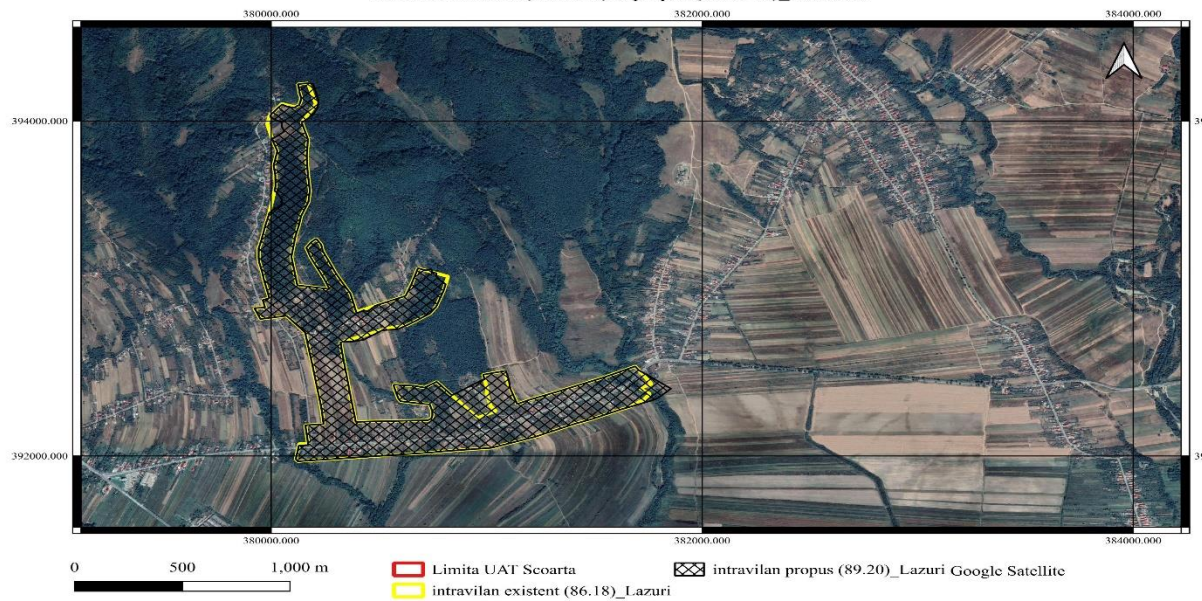 380000.000 382000.000 384000.000
394000.000
392000.000
380000.000 382000.000 384000.000
0 500 1,000 m
Limita UAT Scoarta
intravilan propus (89.20)_Lazuri Google Satellite
intravilan existent (86.18)_Lazuri